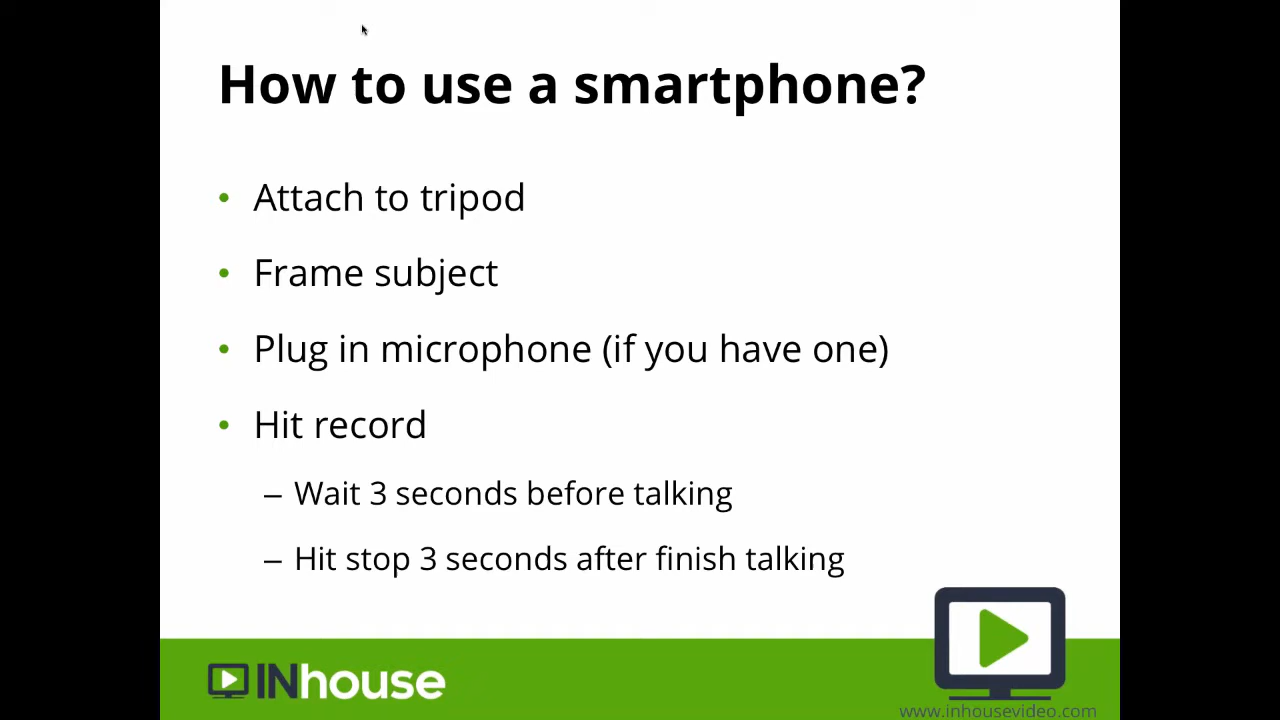 How to use a smartphone?
• Attach to tripod
• Frame subject
• Plug in microphone (if you have one)
• Hit record
– Wait 3 seconds before talking
– Hit stop 3 seconds after finish talking
INhouse
www.inhousevideo.com